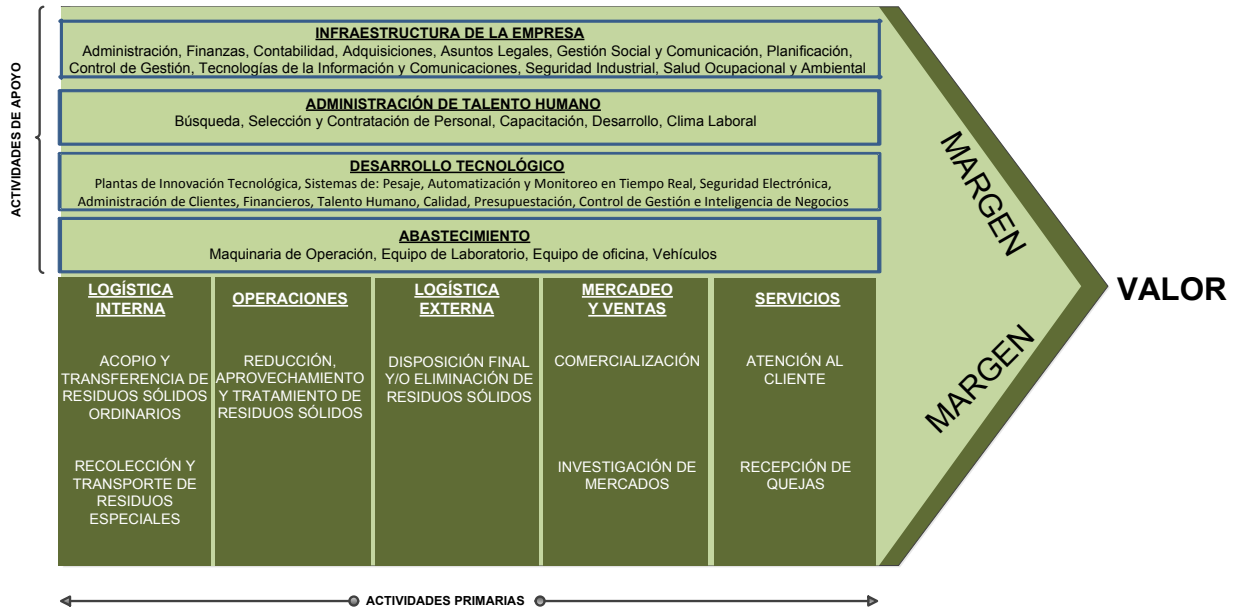 ACTIVIDADES DE APOYO
INFRAESTRUCTURA DE LA EMPRESA
Administración, Finanzas, Contabilidad, Adquisiciones, Asuntos Legales, Gestión Social y Comunicación, Planificación,
Control de Gestión, Tecnologías de la Información y Comunicaciones, Seguridad Industrial, Salud Ocupacional y Ambiental
ADMINISTRACIÓN DE TALENTO HUMANO
Búsqueda, Selección y Contratación de Personal, Capacitación, Desarrollo, Clima Laboral
DESARROLLO TECNOLÓGICO
Plantas de Innovación Tecnológica, Sistemas de: Pesaje, Automatización y Monitoreo en Tiempo Real, Seguridad Electrónica,
Administración de Clientes, Financieros, Talento Humano, Calidad, Presupuestación, Control de Gestión e Inteligencia de Negocios
ABASTECIMIENTO
Maquinaria de Operación, Equipo de Laboratorio, Equipo de oficina, Vehículos
LOGÍSTICA
INTERNA
ACOPIO Y
TRANSFERENCIA DE
RESIDUOS SÓLIDOS
ORDINARIOS
RECOLECCIÓN Y
TRANSPORTE DE
RESIDUOS
ESPECIALES
OPERACIONES
REDUCCIÓN,
APROVECHAMIENTO
Y TRATAMIENTO DE
RESIDUOS SÓLIDOS
LOGÍSTICA
EXTERNA
DISPOSICIÓN FINAL
Y/O ELIMINACIÓN DE
RESIDUOS SÓLIDOS
MERCADEO
Y VENTAS
COMERCIALIZACIÓN
INVESTIGACIÓN DE
MERCADOS
SERVICIOS
ATENCIÓN AL
CLIENTE
RECEPCIÓN DE
QUEJAS
MARGEN
MARGEN
VALOR
ACTIVIDADES PRIMARIAS